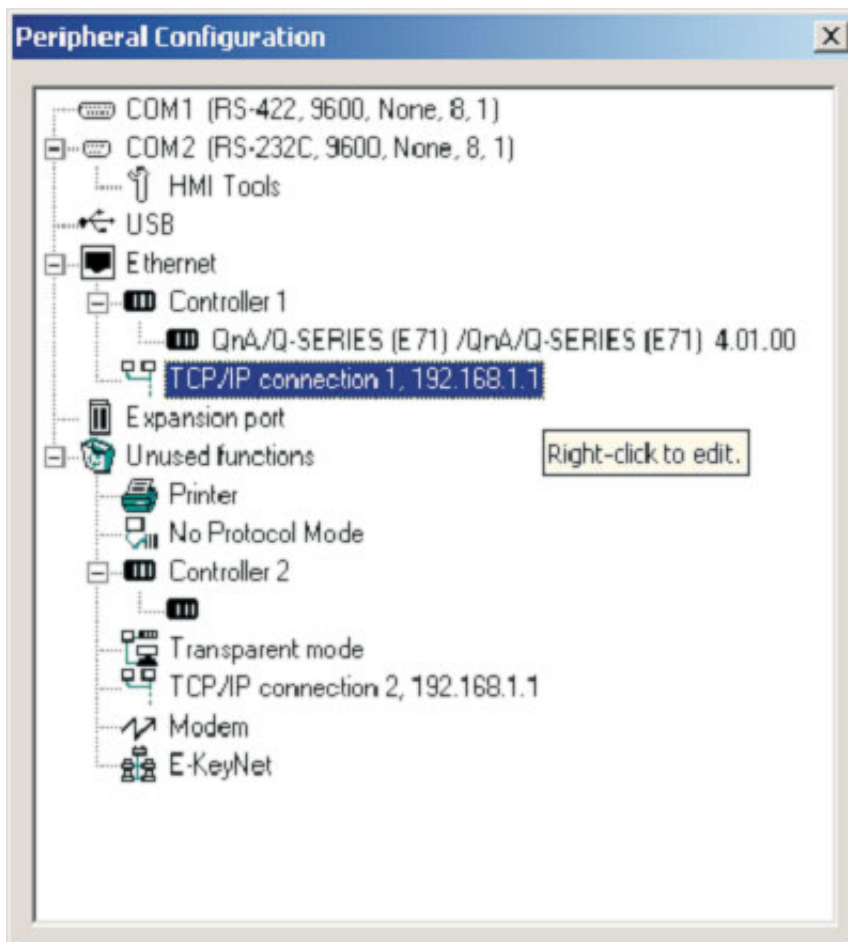 Peripheral Configuration
COM1 (RS-422, 9600, None, 8, 1)
COM2 (RS-232C, 9600, None, 8, 1)
HMI Tools
USB
Ethernet
Controller 1
QnA/Q-SERIES (E71) /QnA/Q-SERIES (E71) 4.01.00
TCP/IP connection 1, 192.168.1.1
Expansion port
Unused functions
Right-click to edit.
Printer
No Protocol Mode
Controller 2
Transparent mode
TCP/IP connection 2, 192.168.1.1
Modem
E-KeyNet